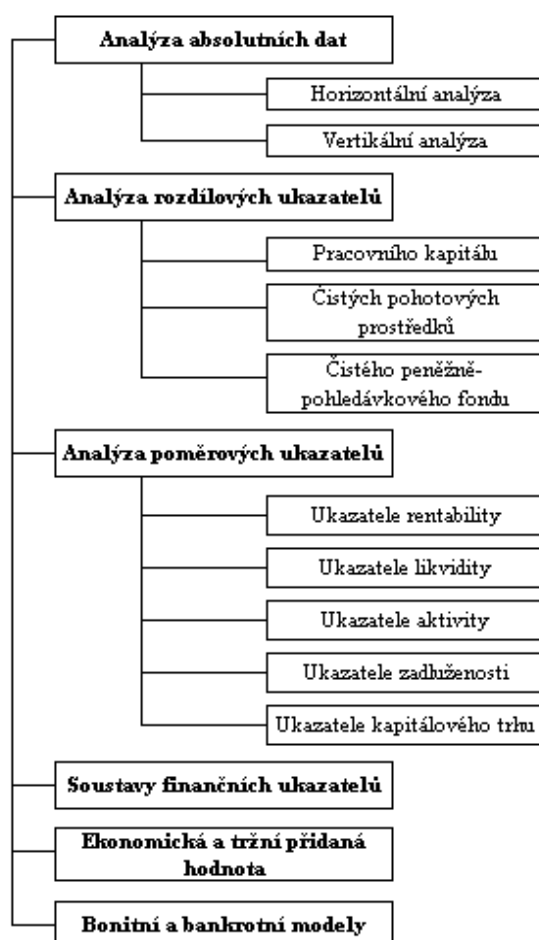 Analýza absolutních dat
Horizontální analýza
Vertikální analýza
Analýza rozdílových ukazatelů
Pracovního kapitálu
Čistých pohotových
prostředků
Čistého peněžně-
pohledávkového fondu
Analýza poměrových ukazatelů
Ukazatele rentability
Ukazatele likvidity
Ukazatele aktivity
Ukazatele zadluženosti
Ukazatele kapitálového trhu
Soustavy finančních ukazatelů
Ekonomická a tržní přidaná
hodnota
Bonitní a bankrotní modely